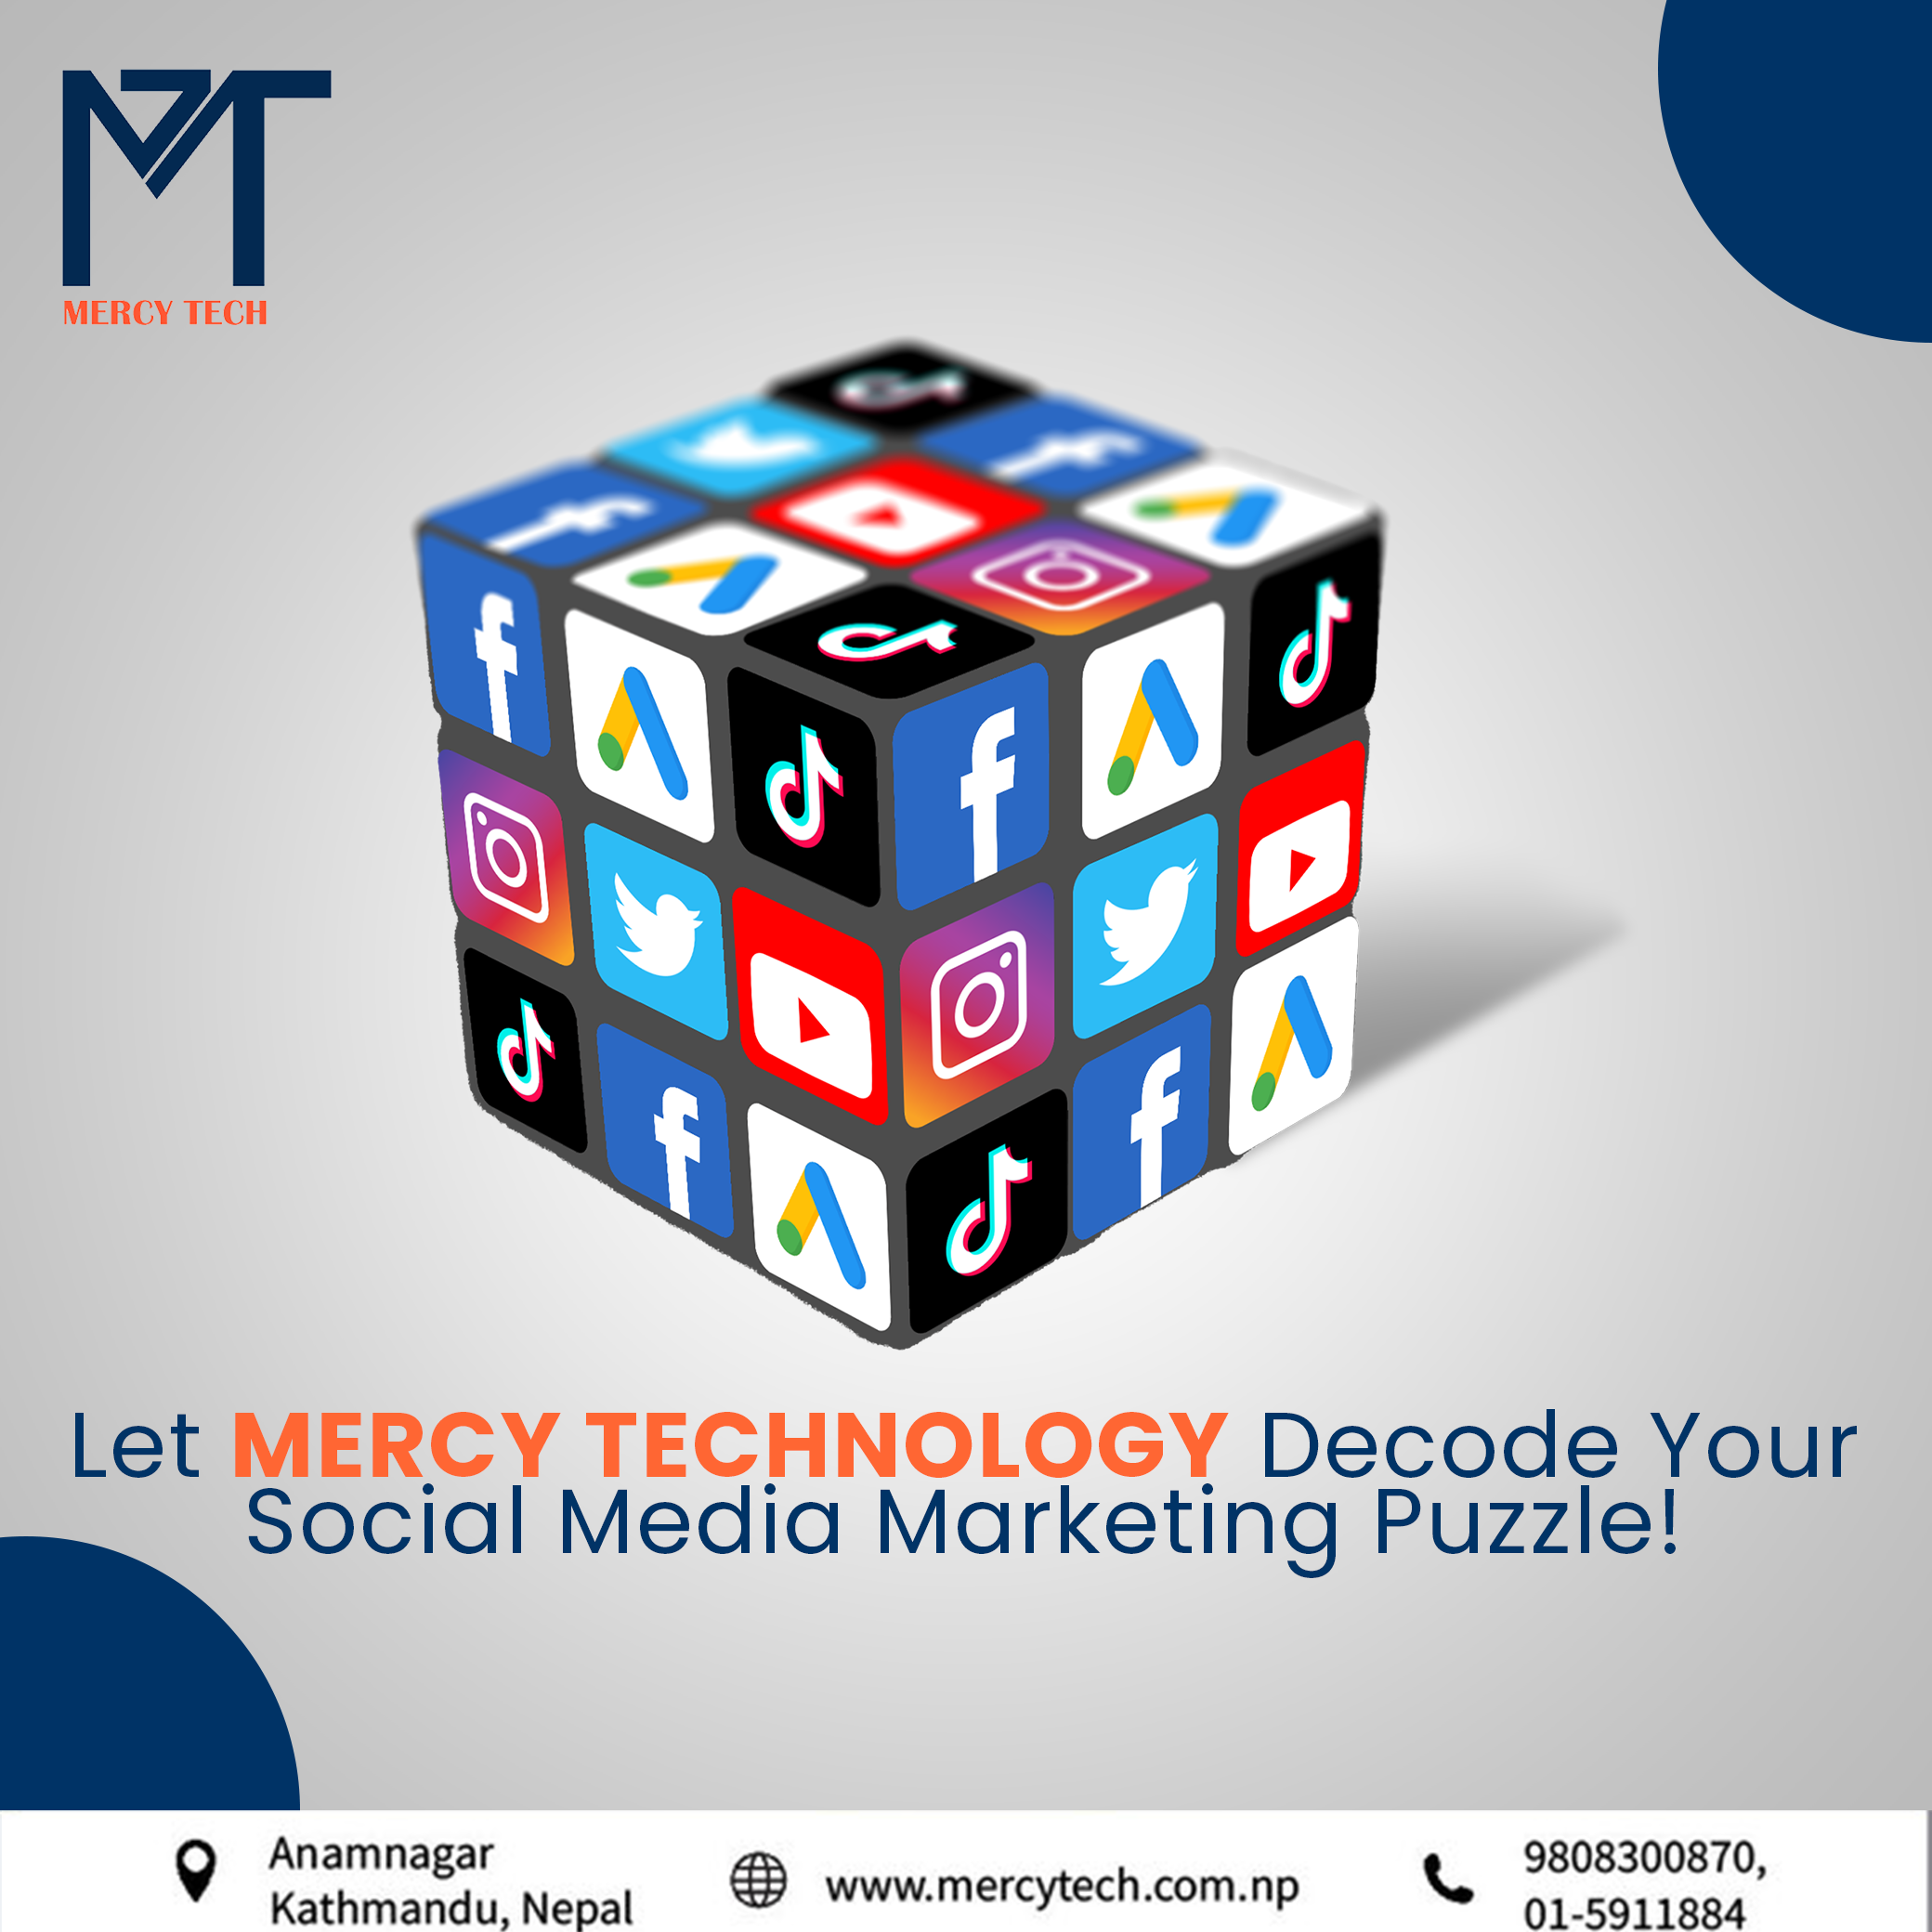 MERCY TECH
Let MERCY TECHNOLOGY Decode Your
Social Media Marketing Puzzle!
Anamnagar
Kathmandu, Nepal
www.mercytech.com.np
9808300870,
01-5911884